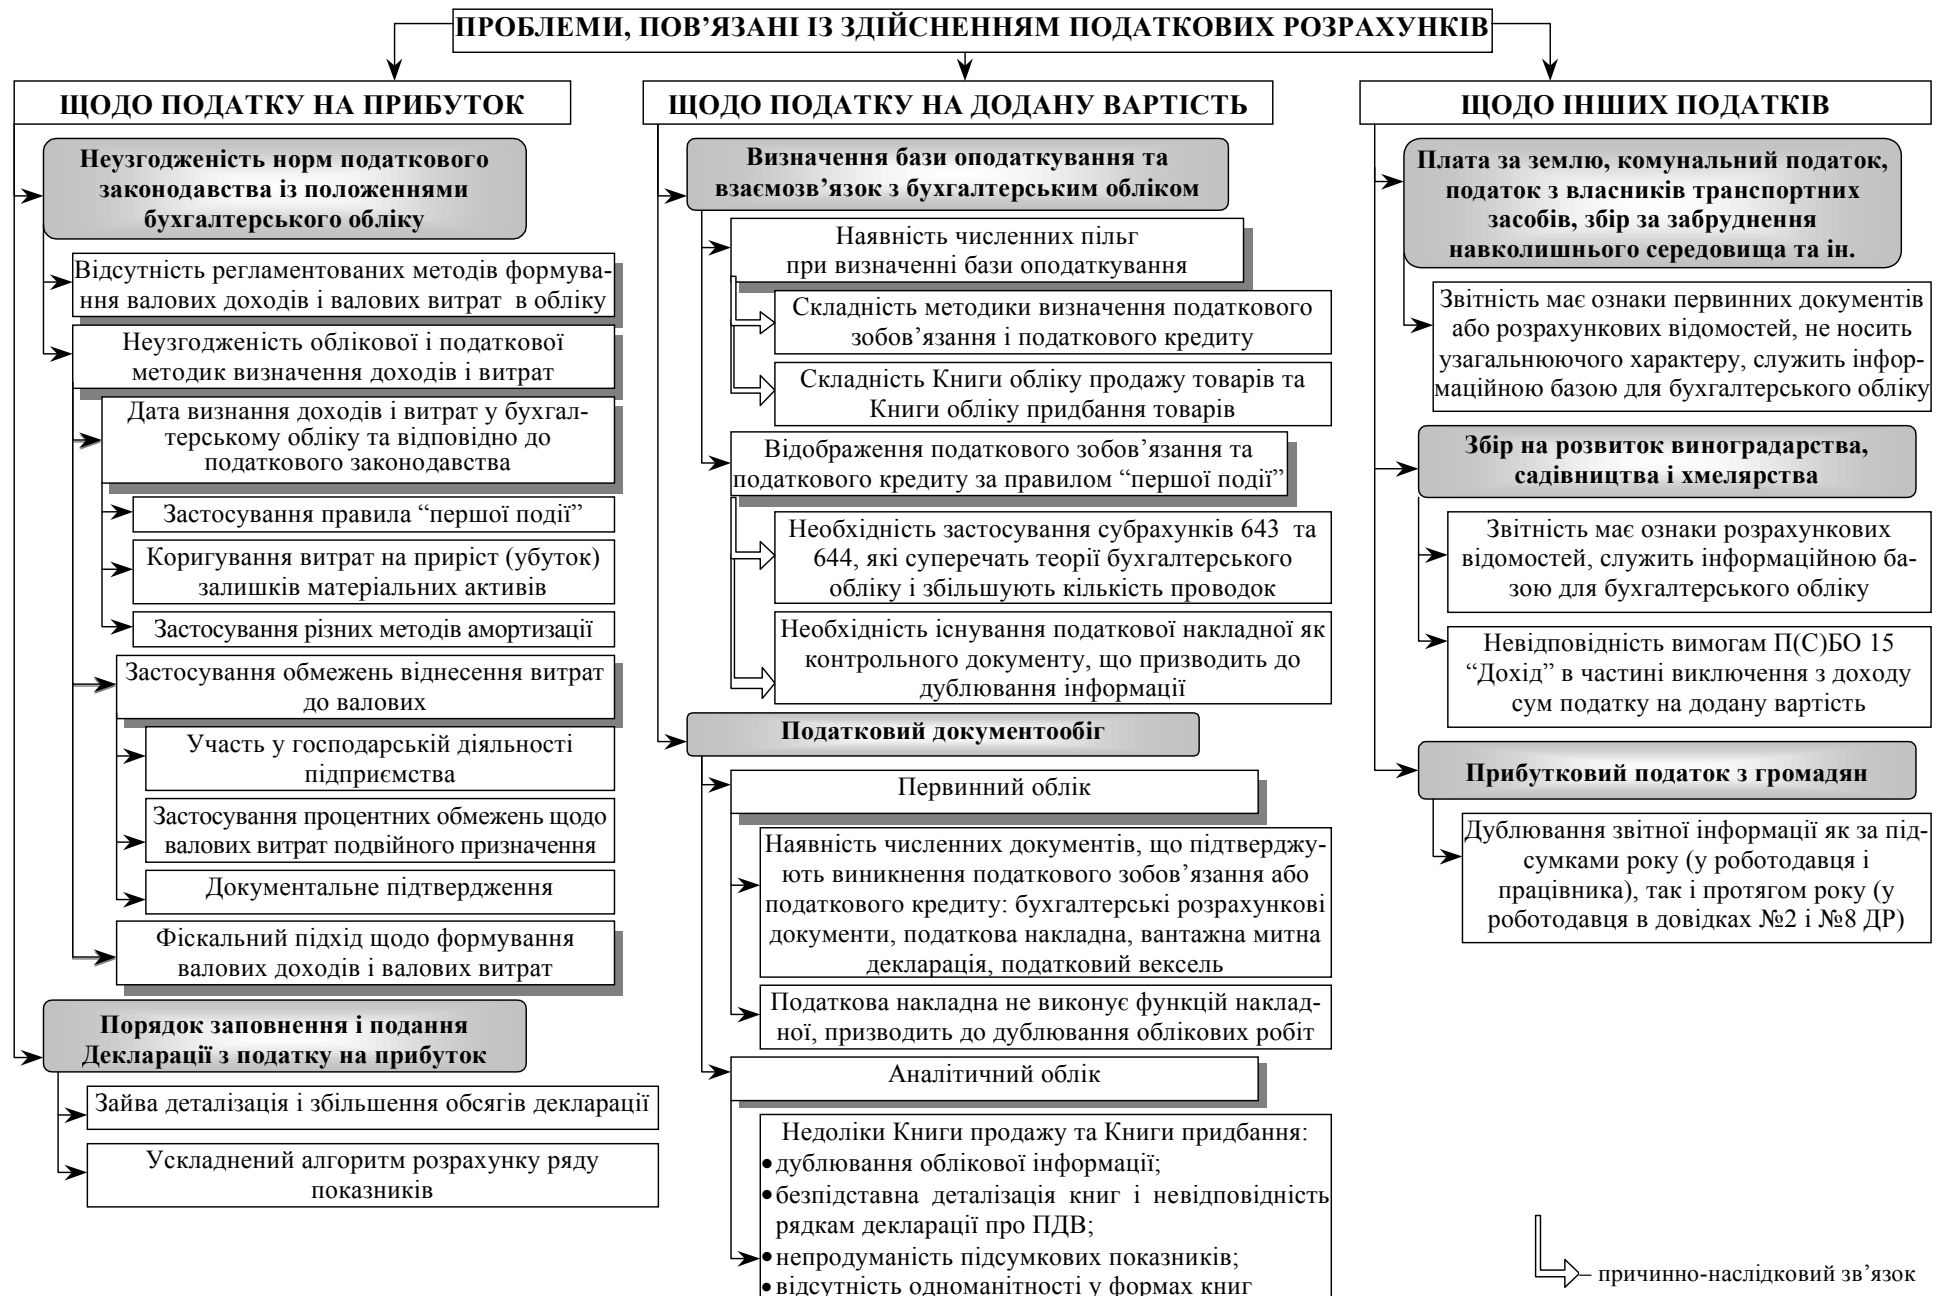 ПРОБЛЕМИ, ПОВ’ЯЗАНІ ІЗ ЗДІЙСНЕННЯМ ПОДАТКОВИХ РОЗРАХУНКІВ
ЩОДО ПОДАТКУ НА ПРИБУТОК
Неузгодженість норм податкового
законодавства із положеннями
бухгалтерського обліку
Відсутність регламентованих методів формува-
ння валових доходів і валових витрат в обліку
Неузгодженість облікової і податкової
методик визначення доходів і витрат
Дата визнання доходів і витрат у бухгал-
терському обліку та відповідно до
податкового законодавства
Застосування правила “першої події”
Коригування витрат на приріст (убуток)
залишків матеріальних активів
Застосування різних методів амортизації
Застосування обмежень віднесення витрат
до валових
Участь у господарській діяльності
підприємства
Застосування процентних обмежень щодо
валових витрат подвійного призначення
Документальне підтвердження
Фіскальний підхід щодо формування
валових доходів і валових витрат
Порядок заповнення і подання
Декларації з податку на прибуток
Зайва деталізація і збільшення обсягів декларації
Ускладнений алгоритм розрахунку ряду
показників
ЩОДО ПОДАТКУ НА ДОДАНУ ВАРТІСТЬ
Визначення бази оподаткування та
взаємозв’язок з бухгалтерським обліком
Наявність численних пільг
при визначенні бази оподаткування
Складність методики визначення податкового
зобов’язання і податкового кредиту
Складність Книги обліку продажу товарів та
Книги обліку придбання товарів
Відображення податкового зобов’язання та
податкового кредиту за правилом “першої події”
Необхідність застосування субрахунків 643 та
644, які суперечать теорії бухгалтерського
обліку і збільшують кількість проводок
Необхідність існування податкової накладної як
контрольного документу, що призводить до
дублювання інформації
Податковий документообіг
Первинний облік
Наявність численних документів, що підтверджу-
ють виникнення податкового зобов’язання або
податкового кредиту: бухгалтерські розрахункові
документи, податкова накладна, вантажна митна
декларація, податковий вексель
Податкова накладна не виконує функцій наклад-
ної, призводить до дублювання облікових робіт
Аналітичний облік
Недоліки Книги продажу та Книги придбання:
•дублювання облікової інформації;
•безпідставна деталізація книг і невідповідність
рядкам декларації про ПДВ;
•непродуманість підсумкових показників;
•відсутність одноманітності у формах книг
ЩОДО ІНШИХ ПОДАТКІВ
Плата за землю, комунальний податок,
податок з власників транспортних
засобів, збір за забруднення
навколишнього середовища та ін.
Звітність має ознаки первинних документів
або розрахункових відомостей, не носить
узагальнюючого характеру, служить інфор-
маційною базою для бухгалтерського обліку
Збір на розвиток виноградарства,
садівництва і хмелярства
Звітність має ознаки розрахункових
відомостей, служить інформаційною ба-
зою для бухгалтерського обліку
Невідповідність вимогам П(С)БО 15
“Дохід” в частині виключення з доходу
сум податку на додану вартість
Прибутковий податок з громадян
Дублювання звітної інформації як за під-
сумками року (у роботодавця і
працівника), так і протягом року (у
роботодавця в довідках №2 і №8 ДР)
– причинно-наслідковий зв’язок